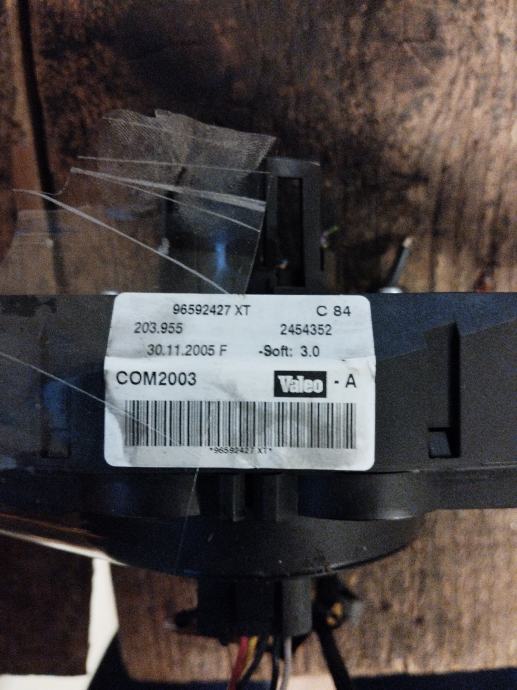 96592427 XT C 84
203.955 2454352
30.11.2005 F -Soft: 3.0
COM2003 Valeo - A
*96592427 XT*